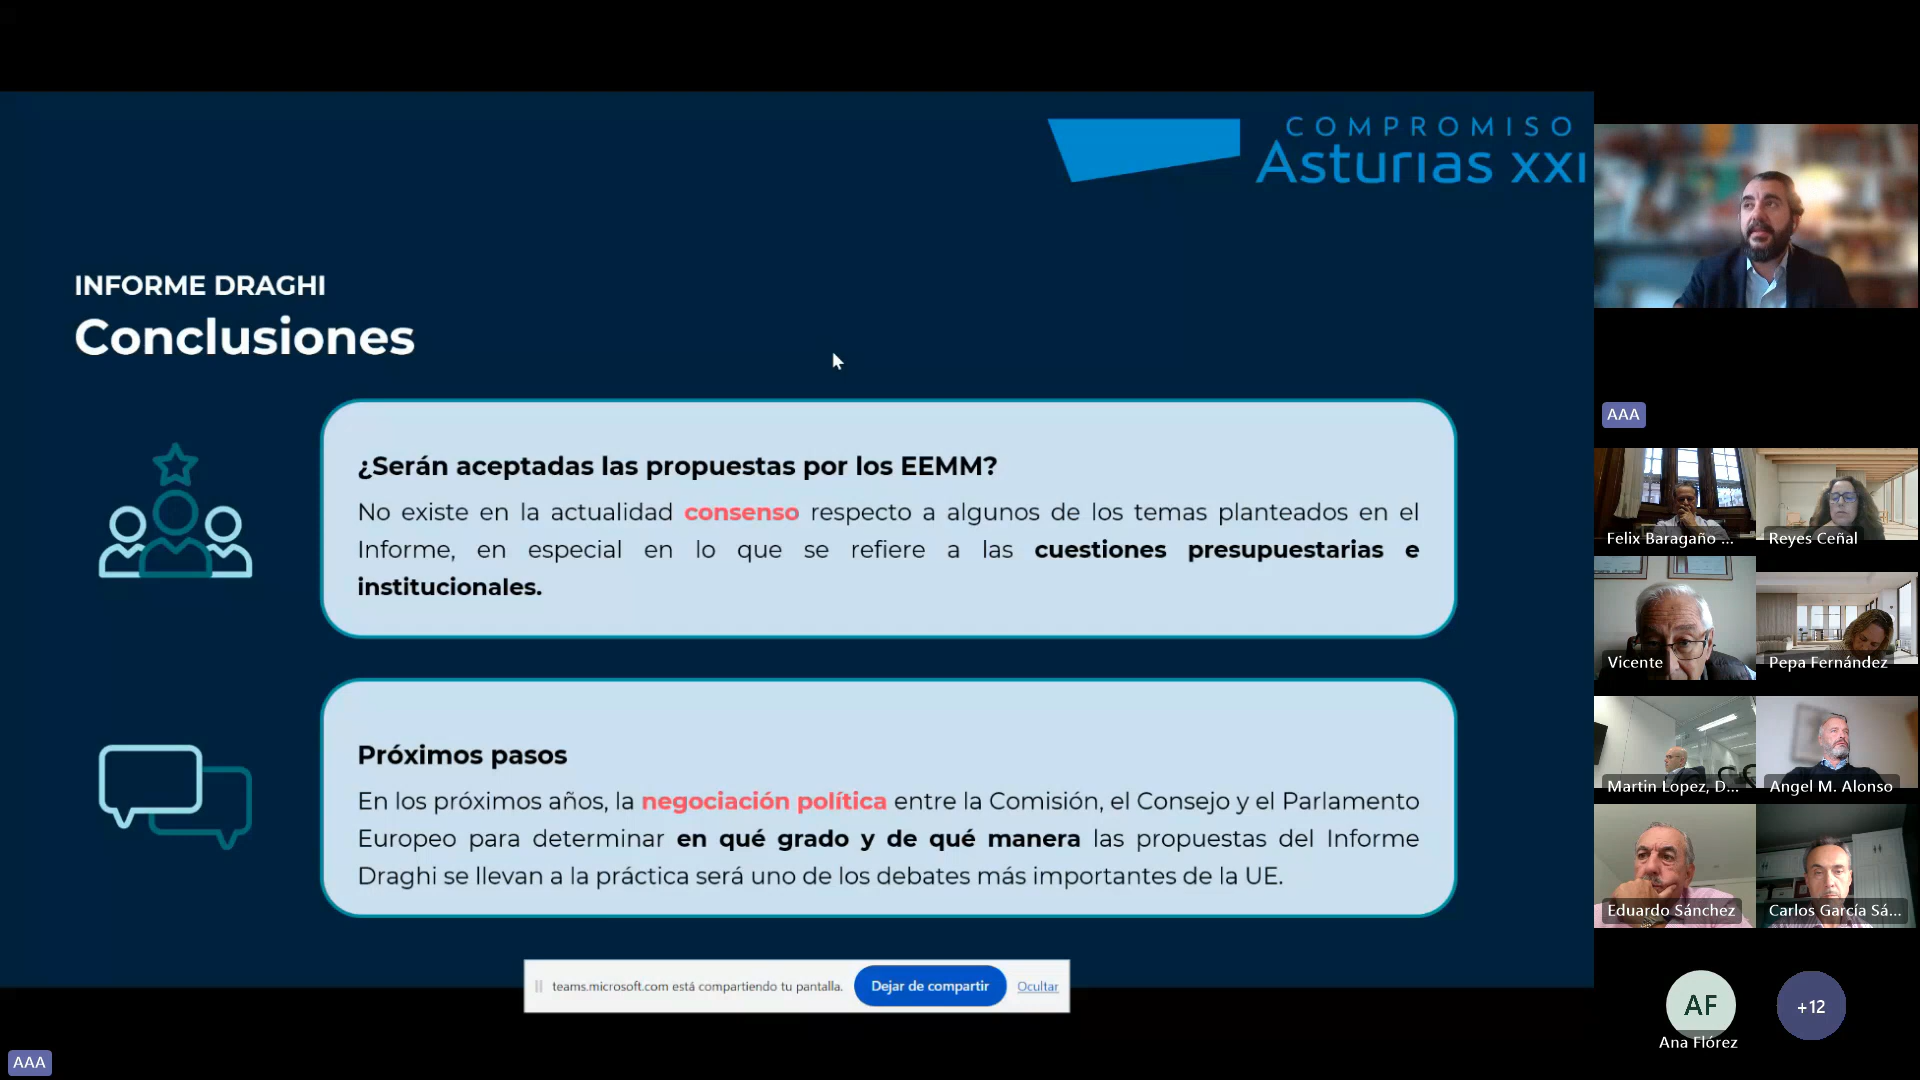 COMPROMISO
Asturias XXI
INFORME DRAGHI
Conclusiones
¿Serán aceptadas las propuestas por los EEMM?
No existe en la actualidad consenso respecto a algunos de los temas planteados en el
Informe, en especial en lo que se refiere a las cuestiones presupuestarias e
institucionales.
Próximos pasos
En los próximos años, la negociación política entre la Comisión, el Consejo y el Parlamento
Europeo para determinar en qué grado y de qué manera las propuestas del Informe
Draghi se llevan a la práctica será uno de los debates más importantes de la UE.
teams.microsoft.com está compartiendo tu pantalla.
Dejar de compartir
Ocultar
AAA
AAA
Felix Baragaño ...
Reyes Ceñal
Vicente
Pepa Fernández
Martin Lopez, D...
Angel M. Alonso
Eduardo Sánchez
Carlos García Sá...
AF
Ana Flórez
+12